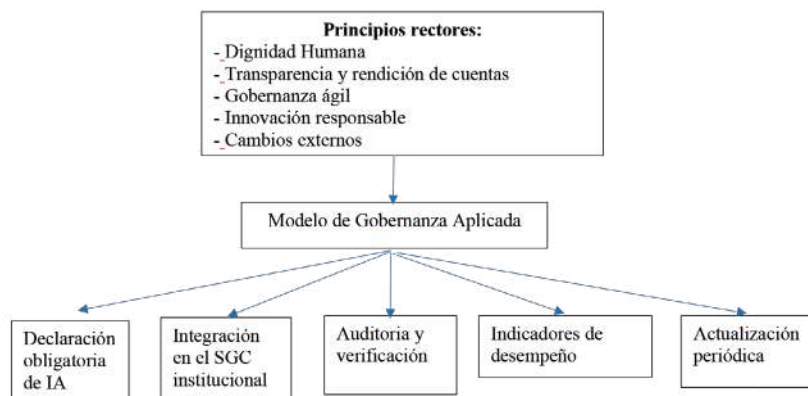 Principios rectores:
- Dignidad Humana
- Transparencia y rendición de cuentas
- Gobernanza ágil
- Innovación responsable
- Cambios externos
Modelo de Gobernanza Aplicada
Declaración
obligatoria
de IA
Integración
en el SGC
institucional
Auditoria y
verificación
Indicadores de
desempeño
Actualización
periódica